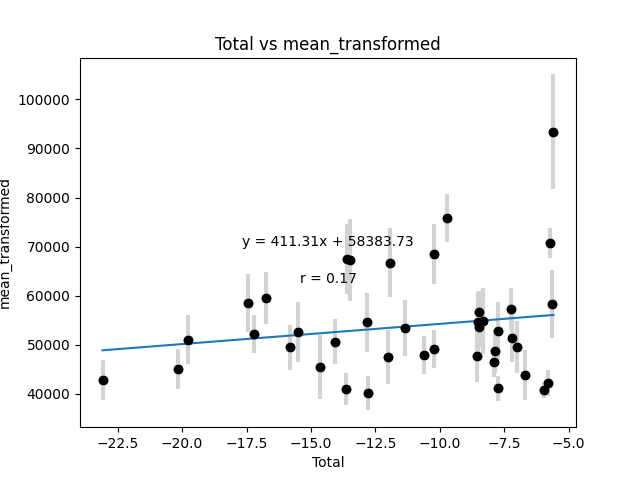 Total vs mean_transformed
mean_transformed
100000
90000
80000
70000
60000
50000
40000
y = 411.31x + 58383.73
r = 0.17
−22.5 −20.0 −17.5 −15.0 −12.5 −10.0 −7.5 −5.0
Total